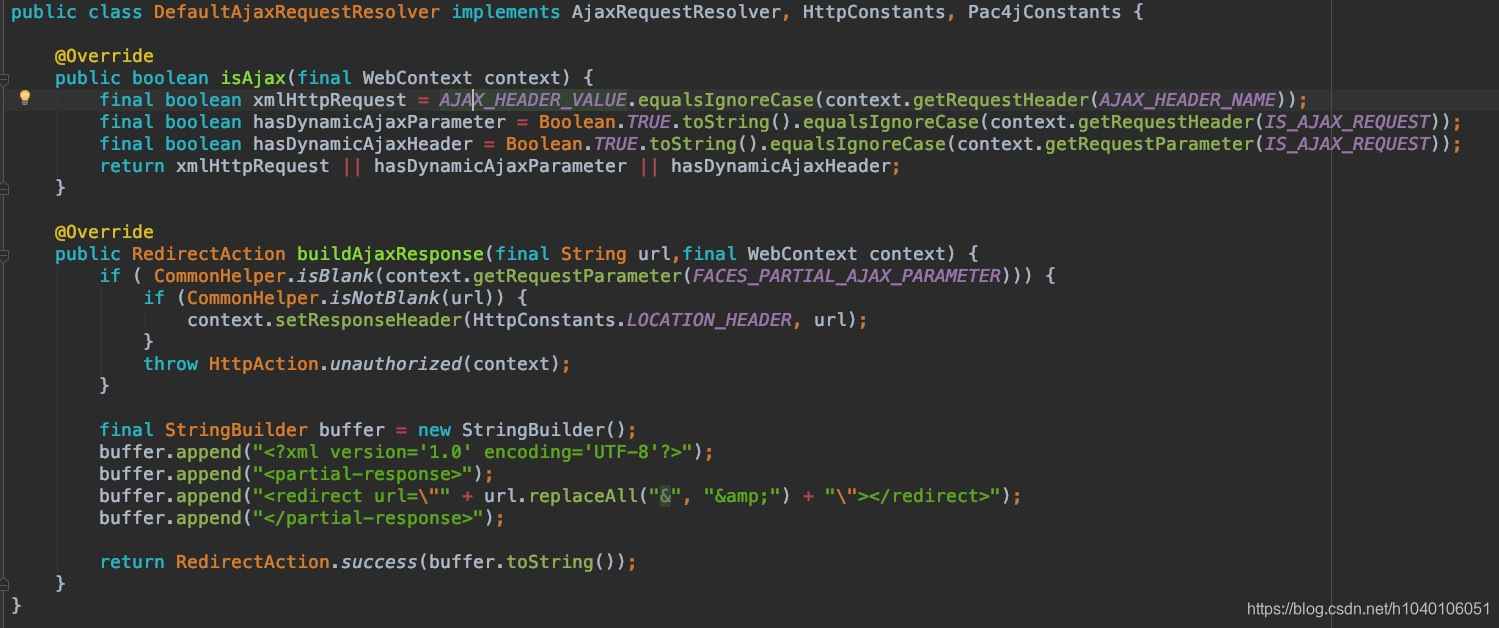 public class DefaultAjaxRequestResolver implements AjaxRequestResolver, HttpConstants, Pac4jConstants {
@Override
public boolean isAjax(final WebContext context) {
final boolean xmlHttpRequest = AJAX_HEADER_VALUE.equalsIgnoreCase(context.getRequestHeader(AJAX_HEADER_NAME));
final boolean hasDynamicAjaxParameter = Boolean.TRUE.toString().equalsIgnoreCase(context.getRequestHeader(IS_AJAX_REQUEST));
final boolean hasDynamicAjaxHeader = Boolean.TRUE.toString().equalsIgnoreCase(context.getRequestParameter(IS_AJAX_REQUEST));
return xmlHttpRequest || hasDynamicAjaxParameter || hasDynamicAjaxHeader;
}
@Override
public RedirectAction buildAjaxResponse(final String url,final WebContext context) {
if ( CommonHelper.isBlank(context.getRequestParameter(FACES_PARTIAL_AJAX_PARAMETER))) {
if (CommonHelper.isNotBlank(url)) {
context.setResponseHeader(HttpConstants.LOCATION_HEADER, url);
}
throw HttpAction.unauthorized(context);
}
final StringBuilder buffer = new StringBuilder();
buffer.append("<?xml version='1.0' encoding='UTF-8'?>");
buffer.append("<partial-response>");
buffer.append("<redirect url=\"" + url.replaceAll("&", "&amp;") + "\"></redirect>");
buffer.append("</partial-response>");
return RedirectAction.success(buffer.toString());
}
}
https://blog.csdn.net/h1040106051